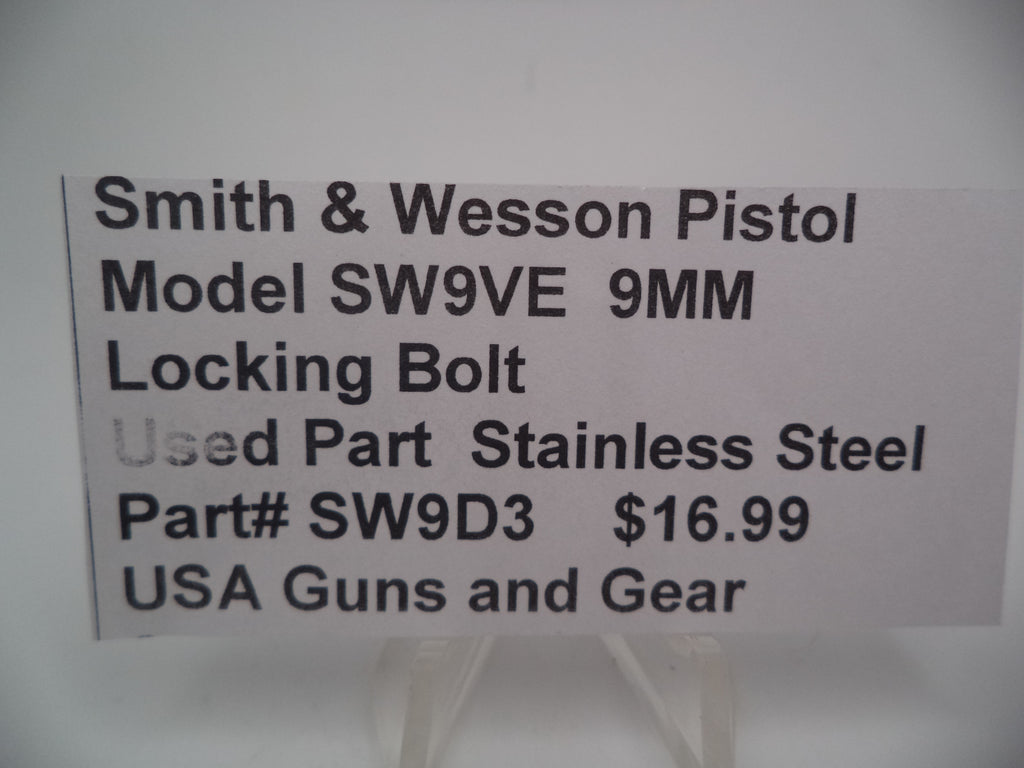 Smith & Wesson Pistol
Model SW9VE 9MM
Locking Bolt
Used Part Stainless Steel
Part# SW9D3 $16.99
USA Guns and Gear